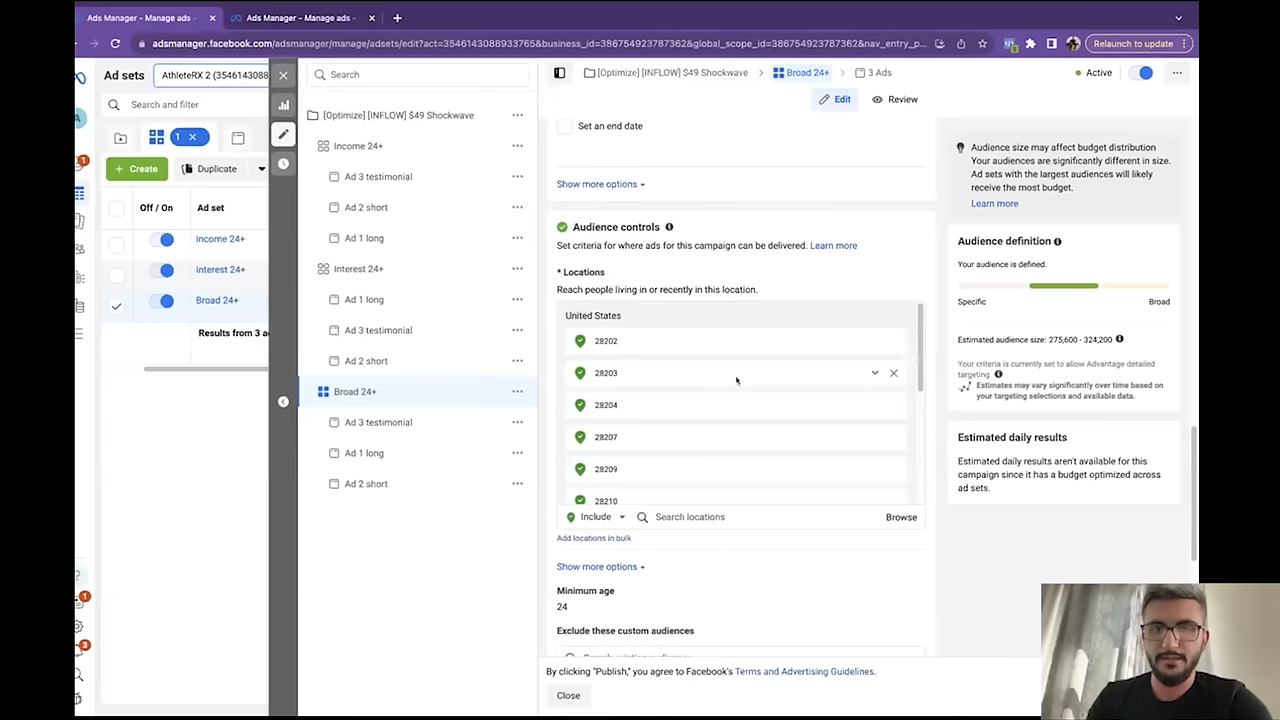 Ads Manager - Manage ads -
Ads Manager - Manage ads -
adsmanager.facebook.com/adsmanager/manage/adsets/edit?act=3546143088933765&business_id=386754923787362&global_scope_id=386754923787362&nav_entry_p...
Relaunch to update
Ad sets
AthleteRX 2 (3546143088
Search and filter
1
Create
Duplicate
Off / On
Ad set
Income 24+
Interest 24+
Broad 24+
Results from 3 ad
1
1
3
Search
[Optimize] [INFLOW] $49 Shockwave
Income 24+
Ad 3 testimonial
Ad 2 short
Ad 1 long
Interest 24+
Ad 1 long
Ad 3 testimonial
Ad 2 short
Broad 24+
Ad 3 testimonial
Ad 1 long
Ad 2 short
[Optimize] [INFLOW] $49 Shockwave
Broad 24+
3 Ads
Active
Edit
Review
Set an end date
Show more options
Audience controls
Set criteria for where ads for this campaign can be delivered. Learn more
* Locations
Reach people living in or recently in this location.
United States
28202
28203
28204
28207
28209
28210
Include
Search locations
Browse
Add locations in bulk
Show more options
Minimum age
24
Exclude these custom audiences
By clicking "Publish," you agree to Facebook's Terms and Advertising Guidelines.
Close
Audience size may affect budget distribution
Your audiences are significantly different in size.
Ad sets with the largest audiences will likely
receive the most budget.
Learn more
Audience definition
Your audience is defined.
Specific
Broad
Estimated audience size: 275,600 - 324,200
Your criteria is currently set to allow Advantage detailed
targeting.
Estimates may vary significantly over time based on
your targeting selections and available data.
Estimated daily results
Estimated daily results aren't available for this
campaign since it has a budget optimized across
ad sets.